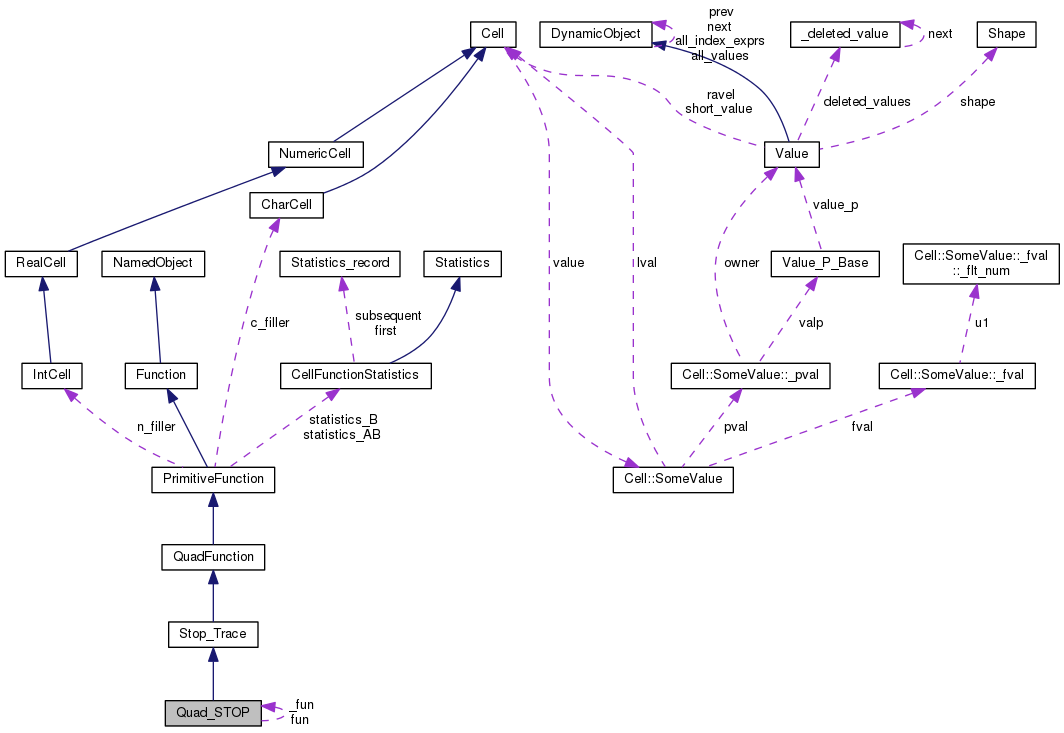 prev
next
all_index_exprs
all_values
Cell
DynamicObject
_deleted_value
next
Shape
ravel
short_value
deleted_values
shape
NumericCell
Value
CharCell
value_p
RealCell
NamedObject
Statistics_record
Statistics
value
lval
owner
Value_P_Base
Cell::SomeValue::_fval
::_flt_num
c_filler
subsequent
first
valp
u1
IntCell
Function
CellFunctionStatistics
Cell::SomeValue::_pval
Cell::SomeValue::_fval
n_filler
statistics_B
statistics_AB
pval
fval
PrimitiveFunction
Cell::SomeValue
QuadFunction
Stop_Trace
Quad_STOP
_fun
fun